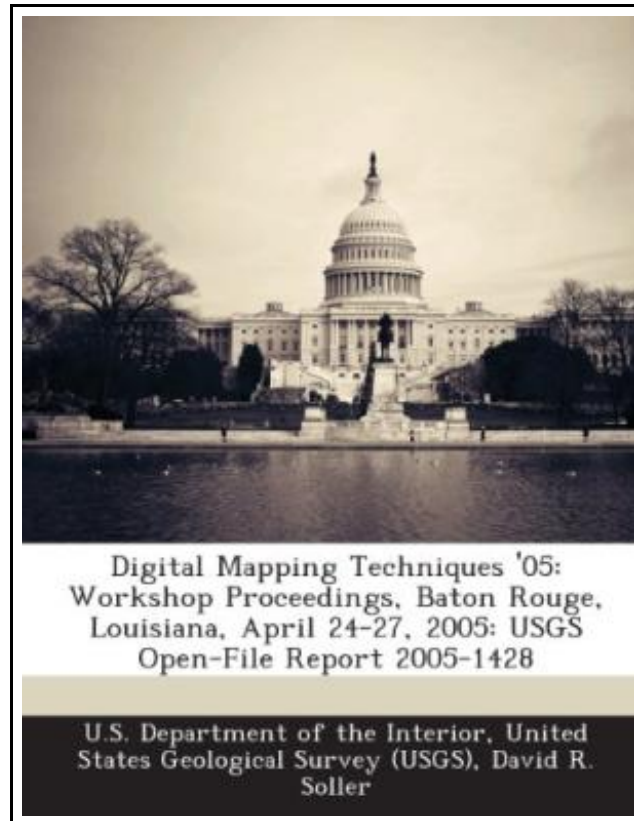 Digital Mapping Techniques '05:
Workshop Proceedings, Baton Rouge,
Louisiana, April 24-27, 2005: USGS
Open-File Report 2005-1428
U.S. Department of the Interior, United
States Geological Survey (USGS), David R.
Soller